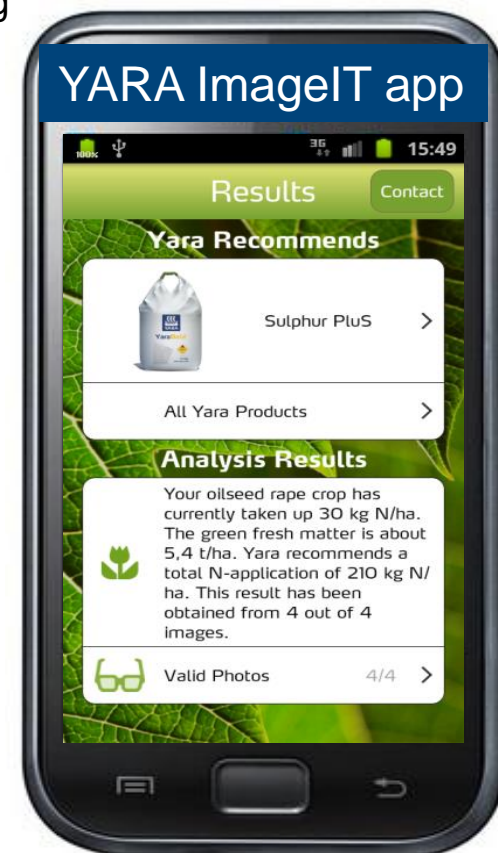 g
YARA ImageIT app
100%
3G
15:49
Results
Contact
Yara Recommends
Sulphur PluS
All Yara Products
Analysis Results
Your oilseed rape crop has
currently taken up 30 kg N/ha.
The green fresh matter is about
5,4 t/ha. Yara recommends a
total N-application of 210 kg N/
ha. This result has been
obtained from 4 out of 4
images.
Valid Photos 4/4